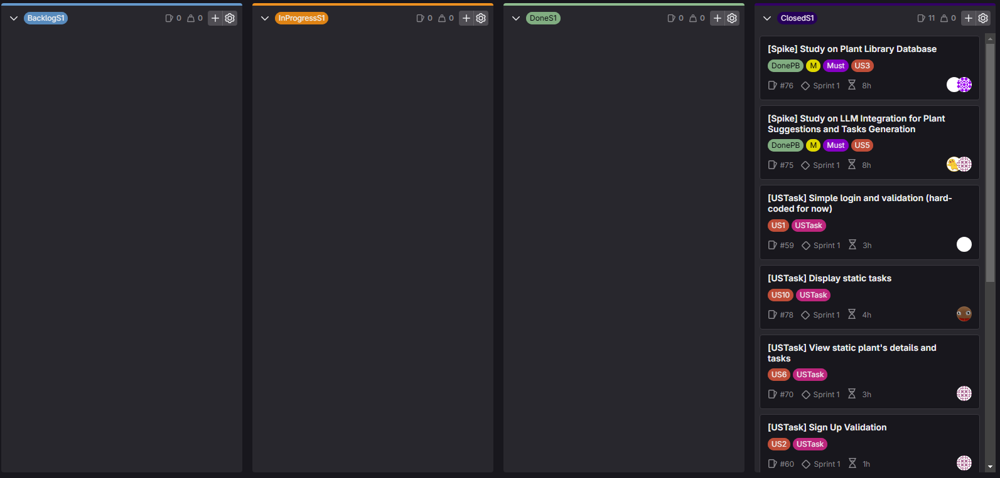 BacklogS1 0 0
InProgressS1 0 0
DoneS1 0 0
ClosedS1 11 0
[Spike] Study on Plant Library Database
DonePB M Must US3
#76 Sprint 1 8h
[Spike] Study on LLM Integration for Plant
Suggestions and Tasks Generation
DonePB M Must US5
#75 Sprint 1 8h
[USTask] Simple login and validation (hard-
coded for now)
US1 USTask
#59 Sprint 1 3h
[USTask] Display static tasks
US10 USTask
#78 Sprint 1 4h
[USTask] View static plant's details and
tasks
US6 USTask
#70 Sprint 1 3h
[USTask] Sign Up Validation
US2 USTask
#60 Sprint 1 1h